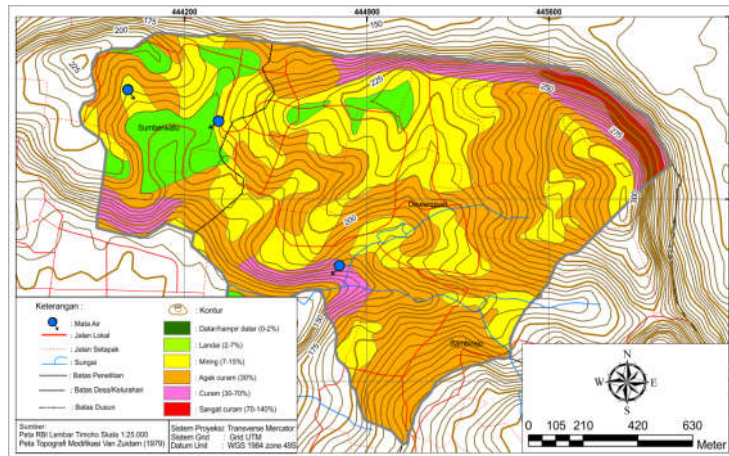 444200 444900 445600
175
150
225
225
250
275
Sumberwatu
300
Dawangsari
200
150
175
Sambirejo
Keterangan :
: Mata Air
: Jalan Lokal
: Jalan Setapak
: Sungai
: Batas Penelitian
: Batas Desa/Kelurahan
: Batas Dusun
: Kontur
: Datar/hampir datar (0-2%)
: Landai (2-7%)
: Miring (7-15%)
: Agak curam (30%)
: Curam (30-70%)
: Sangat curam (70-140%)
Sumber:
Peta RBI Lembar Timoho Skala 1:25.000
Peta Topografi Modifikasi Van Zuidam (1979)
Sistem Proyeksi: Transverse Mercator
Sistem Grid : Grid UTM
Datum Unit : WGS 1984 zone 49S
N
W E
S
0 105 210 420 630
Meter